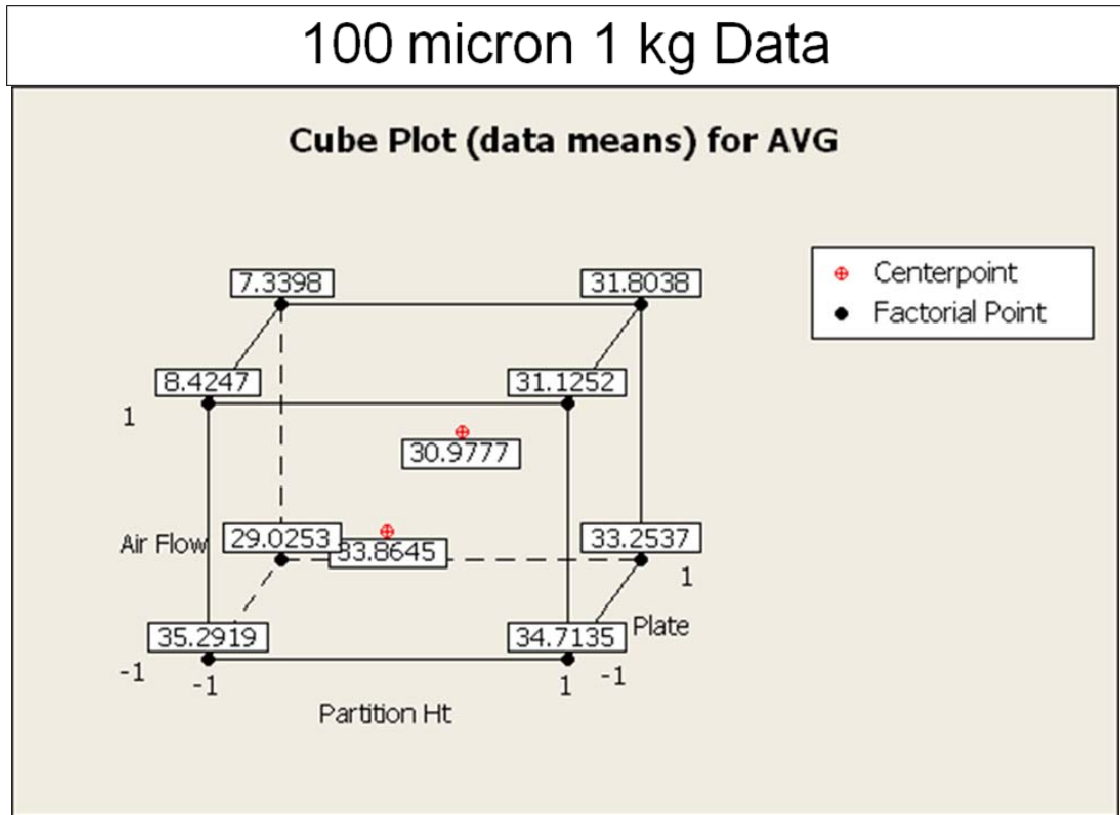 100 micron 1 kg Data
Cube Plot (data means) for AVG
7.3398
31.8038
Centerpoint
Factorial Point
8.4247
31.1252
1
30.9777
Air Flow
29.0253
33.8645
33.2537
1
35.2919
34.7135
Plate
-1
-1
1
-1
Partition Ht